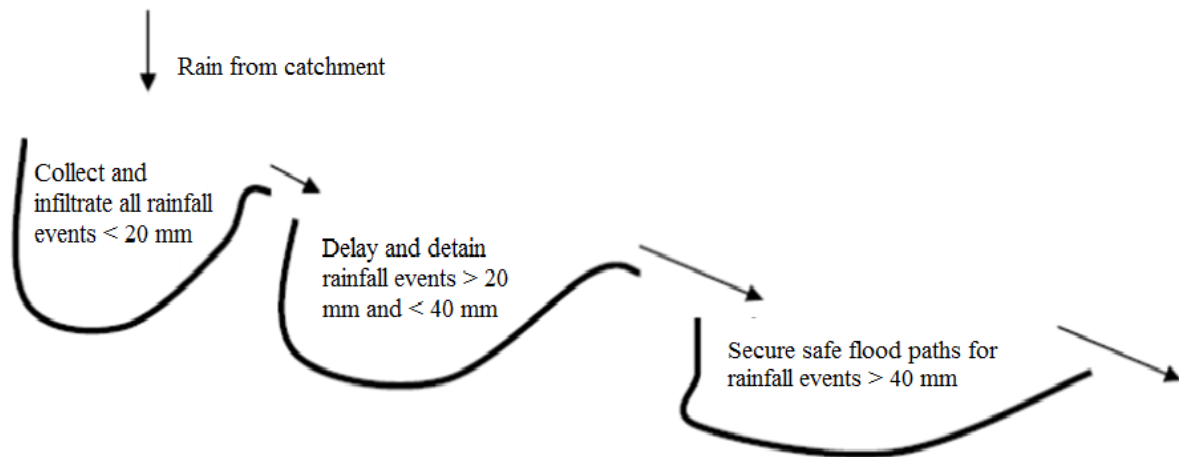 Rain from catchment
Collect and
infiltrate all rainfall
events < 20 mm
Delay and detain
rainfall events > 20
mm and < 40 mm
Secure safe flood paths for
rainfall events > 40 mm